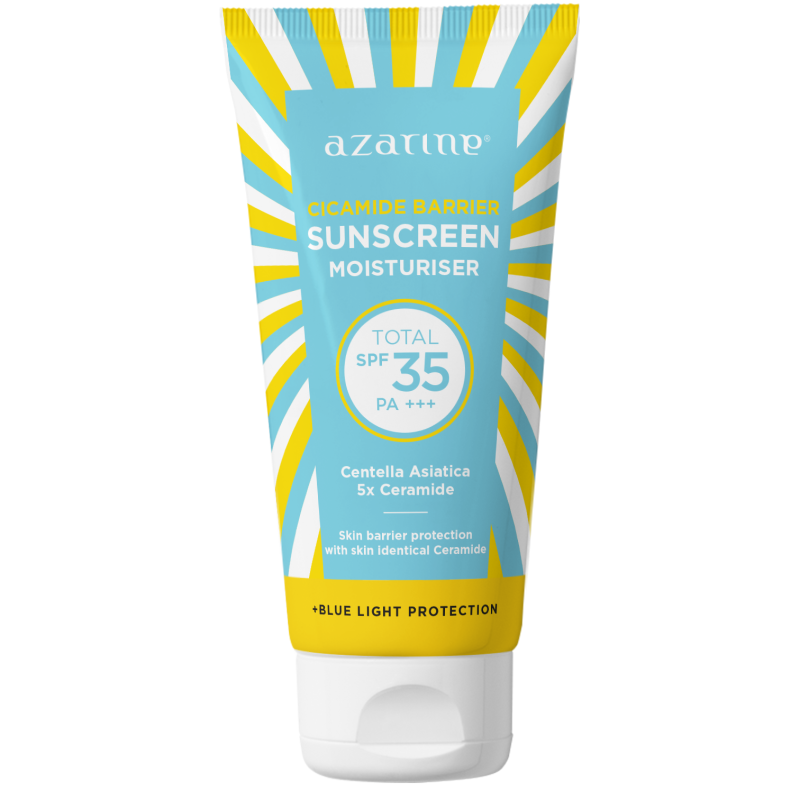 azarine®
CICAMIDE BARRIER
SUNSCREEN
MOISTURISER
TOTAL
SPF 35
PA +++
Centella Asiatica
5x Ceramide
Skin barrier protection
with skin identical Ceramide
+BLUE LIGHT PROTECTION